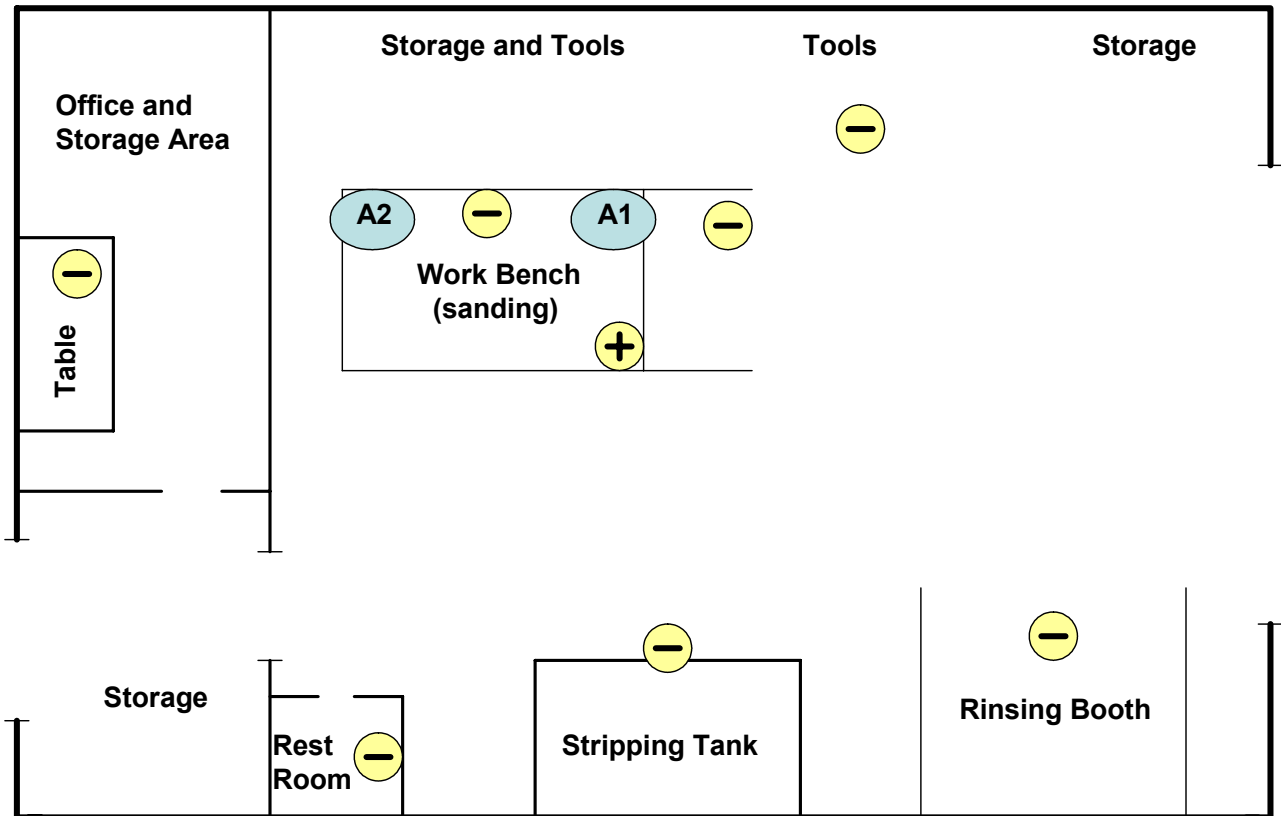 Storage and Tools
Tools
Storage
Office and
Storage Area
−
A2
−
A1
−
Work Bench
(sanding)
−
Table
+
−
−
Storage
Rinsing Booth
Rest
Room
−
Stripping Tank